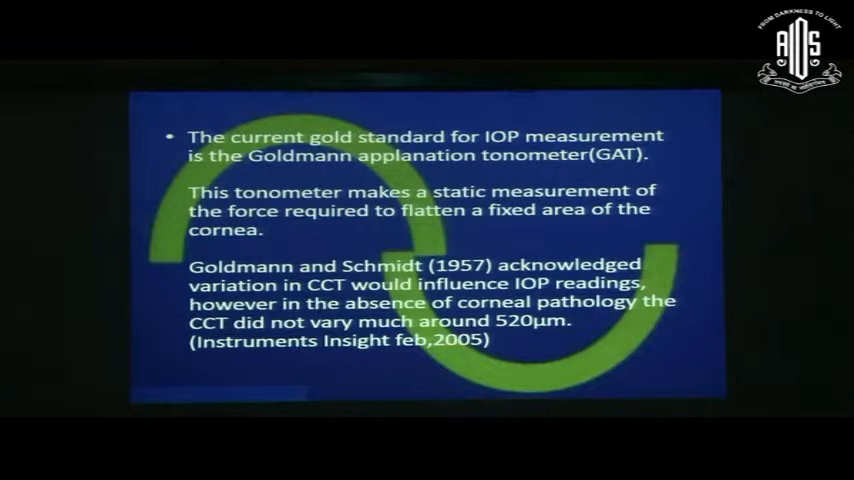 FROM DARKNESS TO LIGHT
AIOS
• The current gold standard for IOP measurement
is the Goldmann applanation tonometer(GAT).
This tonometer makes a static measurement of
the force required to flatten a fixed area of the
cornea.
Goldmann and Schmidt (1957) acknowledged
variation in CCT would influence IOP readings,
however in the absence of corneal pathology the
CCT did not vary much around 520µm.
(Instruments Insight feb,2005)